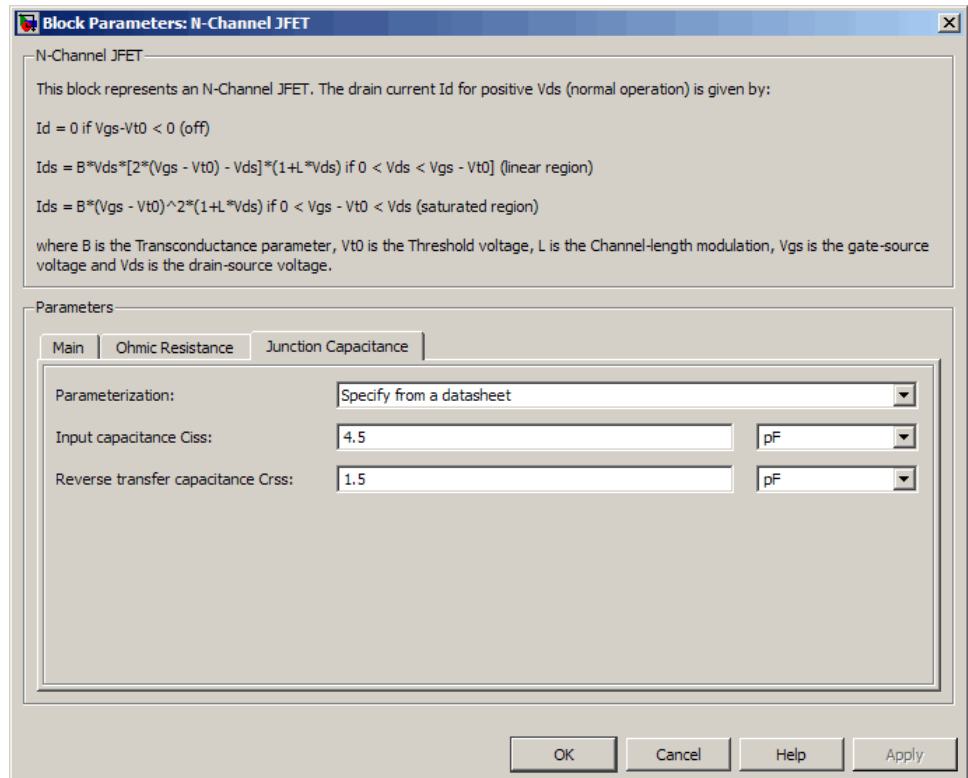 Block Parameters: N-Channel JFET
N-Channel JFET
This block represents an N-Channel JFET. The drain current Id for positive Vds (normal operation) is given by:
Id = 0 if Vgs-Vt0 < 0 (off)
Ids = B*Vds*[2*(Vgs - Vt0) - Vds]*(1+L*Vds) if 0 < Vds < Vgs - Vt0] (linear region)
Ids = B*(Vgs - Vt0)^2*(1+L*Vds) if 0 < Vgs - Vt0 < Vds (saturated region)
where B is the Transconductance parameter, Vt0 is the Threshold voltage, L is the Channel-length modulation, Vgs is the gate-source
voltage and Vds is the drain-source voltage.
Parameters
Main Ohmic Resistance Junction Capacitance
Parameterization: Specify from a datasheet
Input capacitance Ciss: 4.5 pF
Reverse transfer capacitance Crss: 1.5 pF
OK Cancel Help Apply